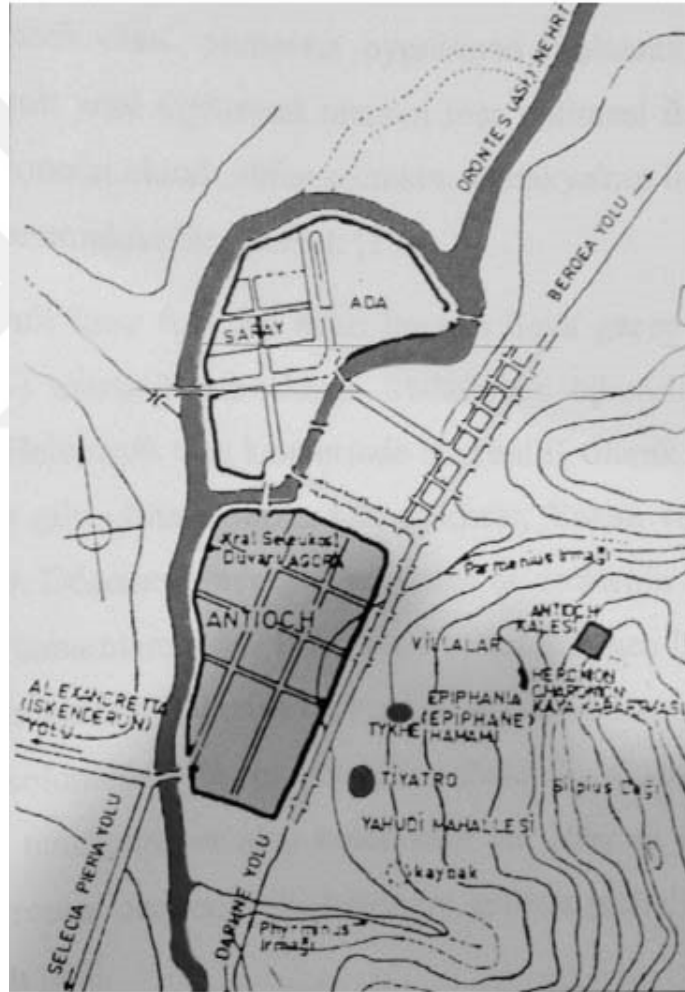 ORONTES (ASİ) NEHRİ
BEROEA YOLU
ADA
SARAY
Kral Seleukos
Duvarı AGORA
ANTIOCH
Parmenius Irmağı
ANTIOCH
KALESİ
VİLLALAR
HERONION
CHARONION
KAYA KABARTMASI
EPIPHANIA
(EPIPHANE)
TYKHE (HAMAMI)
ALEXANDRETTA
(İSKENDERUN)
YOLU
TİYATRO
Silpius Dağı
YAHUDİ MAHALLESİ
kaynak
SELECIA PIERIA YOLU
DAPHNE YOLU
Phyrminus
Irmağı